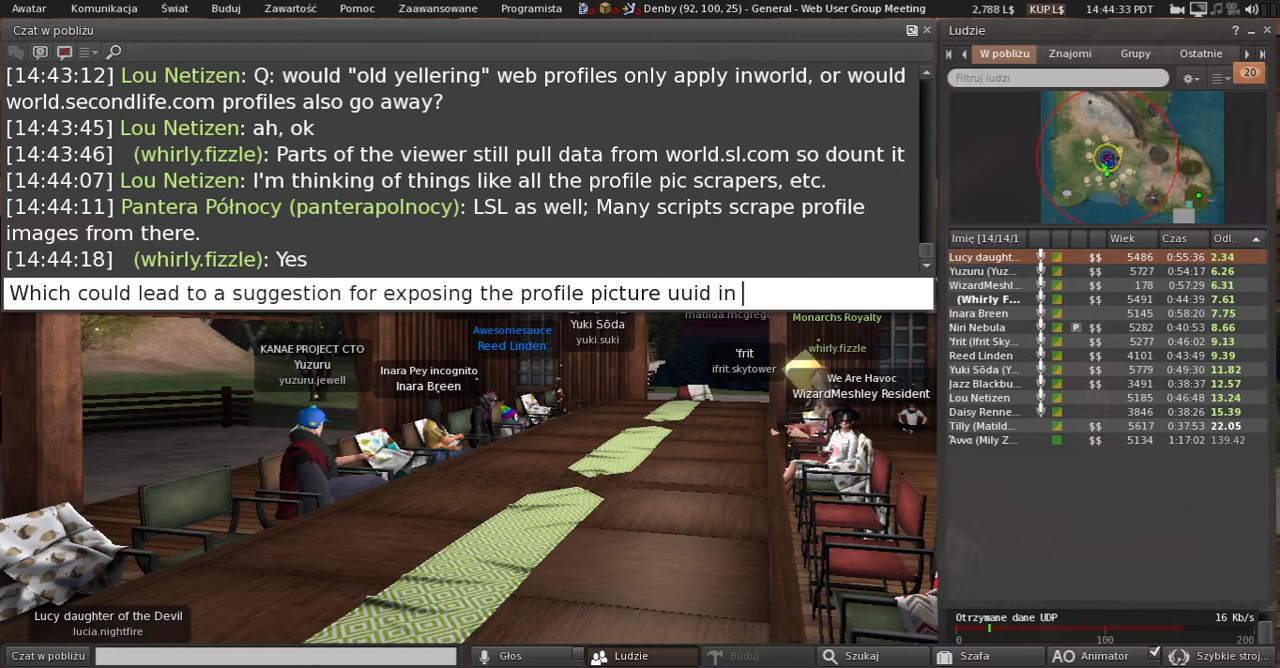 Awatar Komunikacja Świat Buduj Zawartość Pomoc Zaawansowane Programista Denby (92, 100, 25) - General - Web User Group Meeting 2,788 L$ KUP L$ 14:44:33 PDT
Czat w pobliżu
[14:43:12] Lou Netizen: Q: would "old yellering" web profiles only apply inworld, or would
world.secondlife.com profiles also go away?
[14:43:45] Lou Netizen: ah, ok
[14:43:46] (whirly.fizzle): Parts of the viewer still pull data from world.sl.com so dount it
[14:44:07] Lou Netizen: I'm thinking of things like all the profile pic scrapers, etc.
[14:44:11] Pantera Północy (panterapolnocy): LSL as well; Many scripts scrape profile
images from there.
[14:44:18] (whirly.fizzle): Yes
Which could lead to a suggestion for exposing the profile picture uuid in
Ludzie
W pobliżu Znajomi Grupy Ostatnie
Filtruj ludzi
20
Imię [14/14/1 Wiek Czas Odl.
Lucy daught... $$ 5486 0:55:36 2.34
Yuzuru (Yuz... $$ 5727 0:54:17 6.26
WizardMeshl... 178 0:57:29 6.31
(Whirly F... $$ 5491 0:44:39 7.61
Inara Breen 5145 0:58:20 7.75
Niri Nebula P $$ 5282 0:40:53 8.66
'frit (Ifrit Sky... $$ 5277 0:46:02 9.13
Reed Linden $$ 4101 0:43:49 9.39
Yuki Sōda (Y... $$ 5779 0:49:30 11.82
Jazz Blackbu... $$ 3491 0:38:37 12.57
Lou Netizen $$ 5185 0:46:48 13.24
Daisy Renne... $$ 3846 0:38:26 15.39
Tilly (Matild... $$ 5617 0:37:53 22.05
Άννα (Mily Z... $$ 5134 1:17:02 139.42
matilda.mcgreg
Monarchs Royalty
Awesomesauce
Reed Linden
Yuki Sōda
yuki.suki
whirly.fizzle
KANAE PROJECT CTO
Yuzuru
yuzuru.jewell
'frit
ifrit.skytower
Inara Pey incognito
Inara Breen
We Are Havoc
WizardMeshley Resident
Lucy daughter of the Devil
lucia.nightfire
Otrzymane dane UDP 16 Kb/s
0 100 200
Czat w pobliżu Głos Ludzie Buduj Szukaj Szafa AO Animator Szybkie stroj...